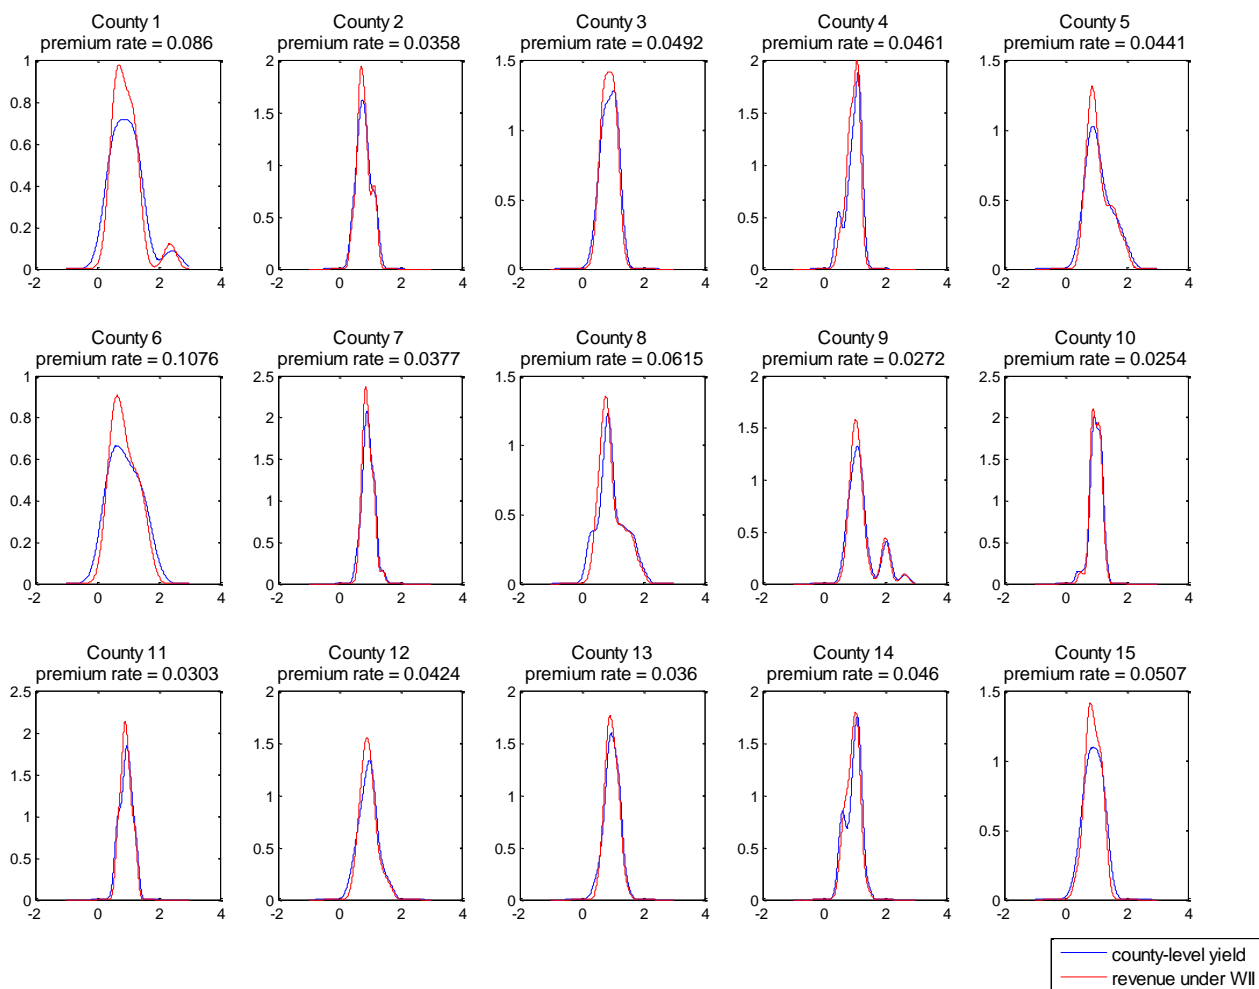 County 1
premium rate = 0.086
County 2
premium rate = 0.0358
County 3
premium rate = 0.0492
County 4
premium rate = 0.0461
County 5
premium rate = 0.0441
1
0.8
0.6
0.4
0.2
0
-2 0 2 4
2
1.5
1
0.5
0
-2 0 2 4
1.5
1
0.5
0
-2 0 2 4
2
1.5
1
0.5
0
-2 0 2 4
1.5
1
0.5
0
-2 0 2 4
County 6
premium rate = 0.1076
County 7
premium rate = 0.0377
County 8
premium rate = 0.0615
County 9
premium rate = 0.0272
County 10
premium rate = 0.0254
1
0.8
0.6
0.4
0.2
0
-2 0 2 4
2.5
2
1.5
1
0.5
0
-2 0 2 4
1.5
1
0.5
0
-2 0 2 4
2
1.5
1
0.5
0
-2 0 2 4
2.5
2
1.5
1
0.5
0
-2 0 2 4
County 11
premium rate = 0.0303
County 12
premium rate = 0.0424
County 13
premium rate = 0.036
County 14
premium rate = 0.046
County 15
premium rate = 0.0507
2.5
2
1.5
1
0.5
0
-2 0 2 4
2
1.5
1
0.5
0
-2 0 2 4
2
1.5
1
0.5
0
-2 0 2 4
2
1.5
1
0.5
0
-2 0 2 4
1.5
1
0.5
0
-2 0 2 4
county-level yield
revenue under WII